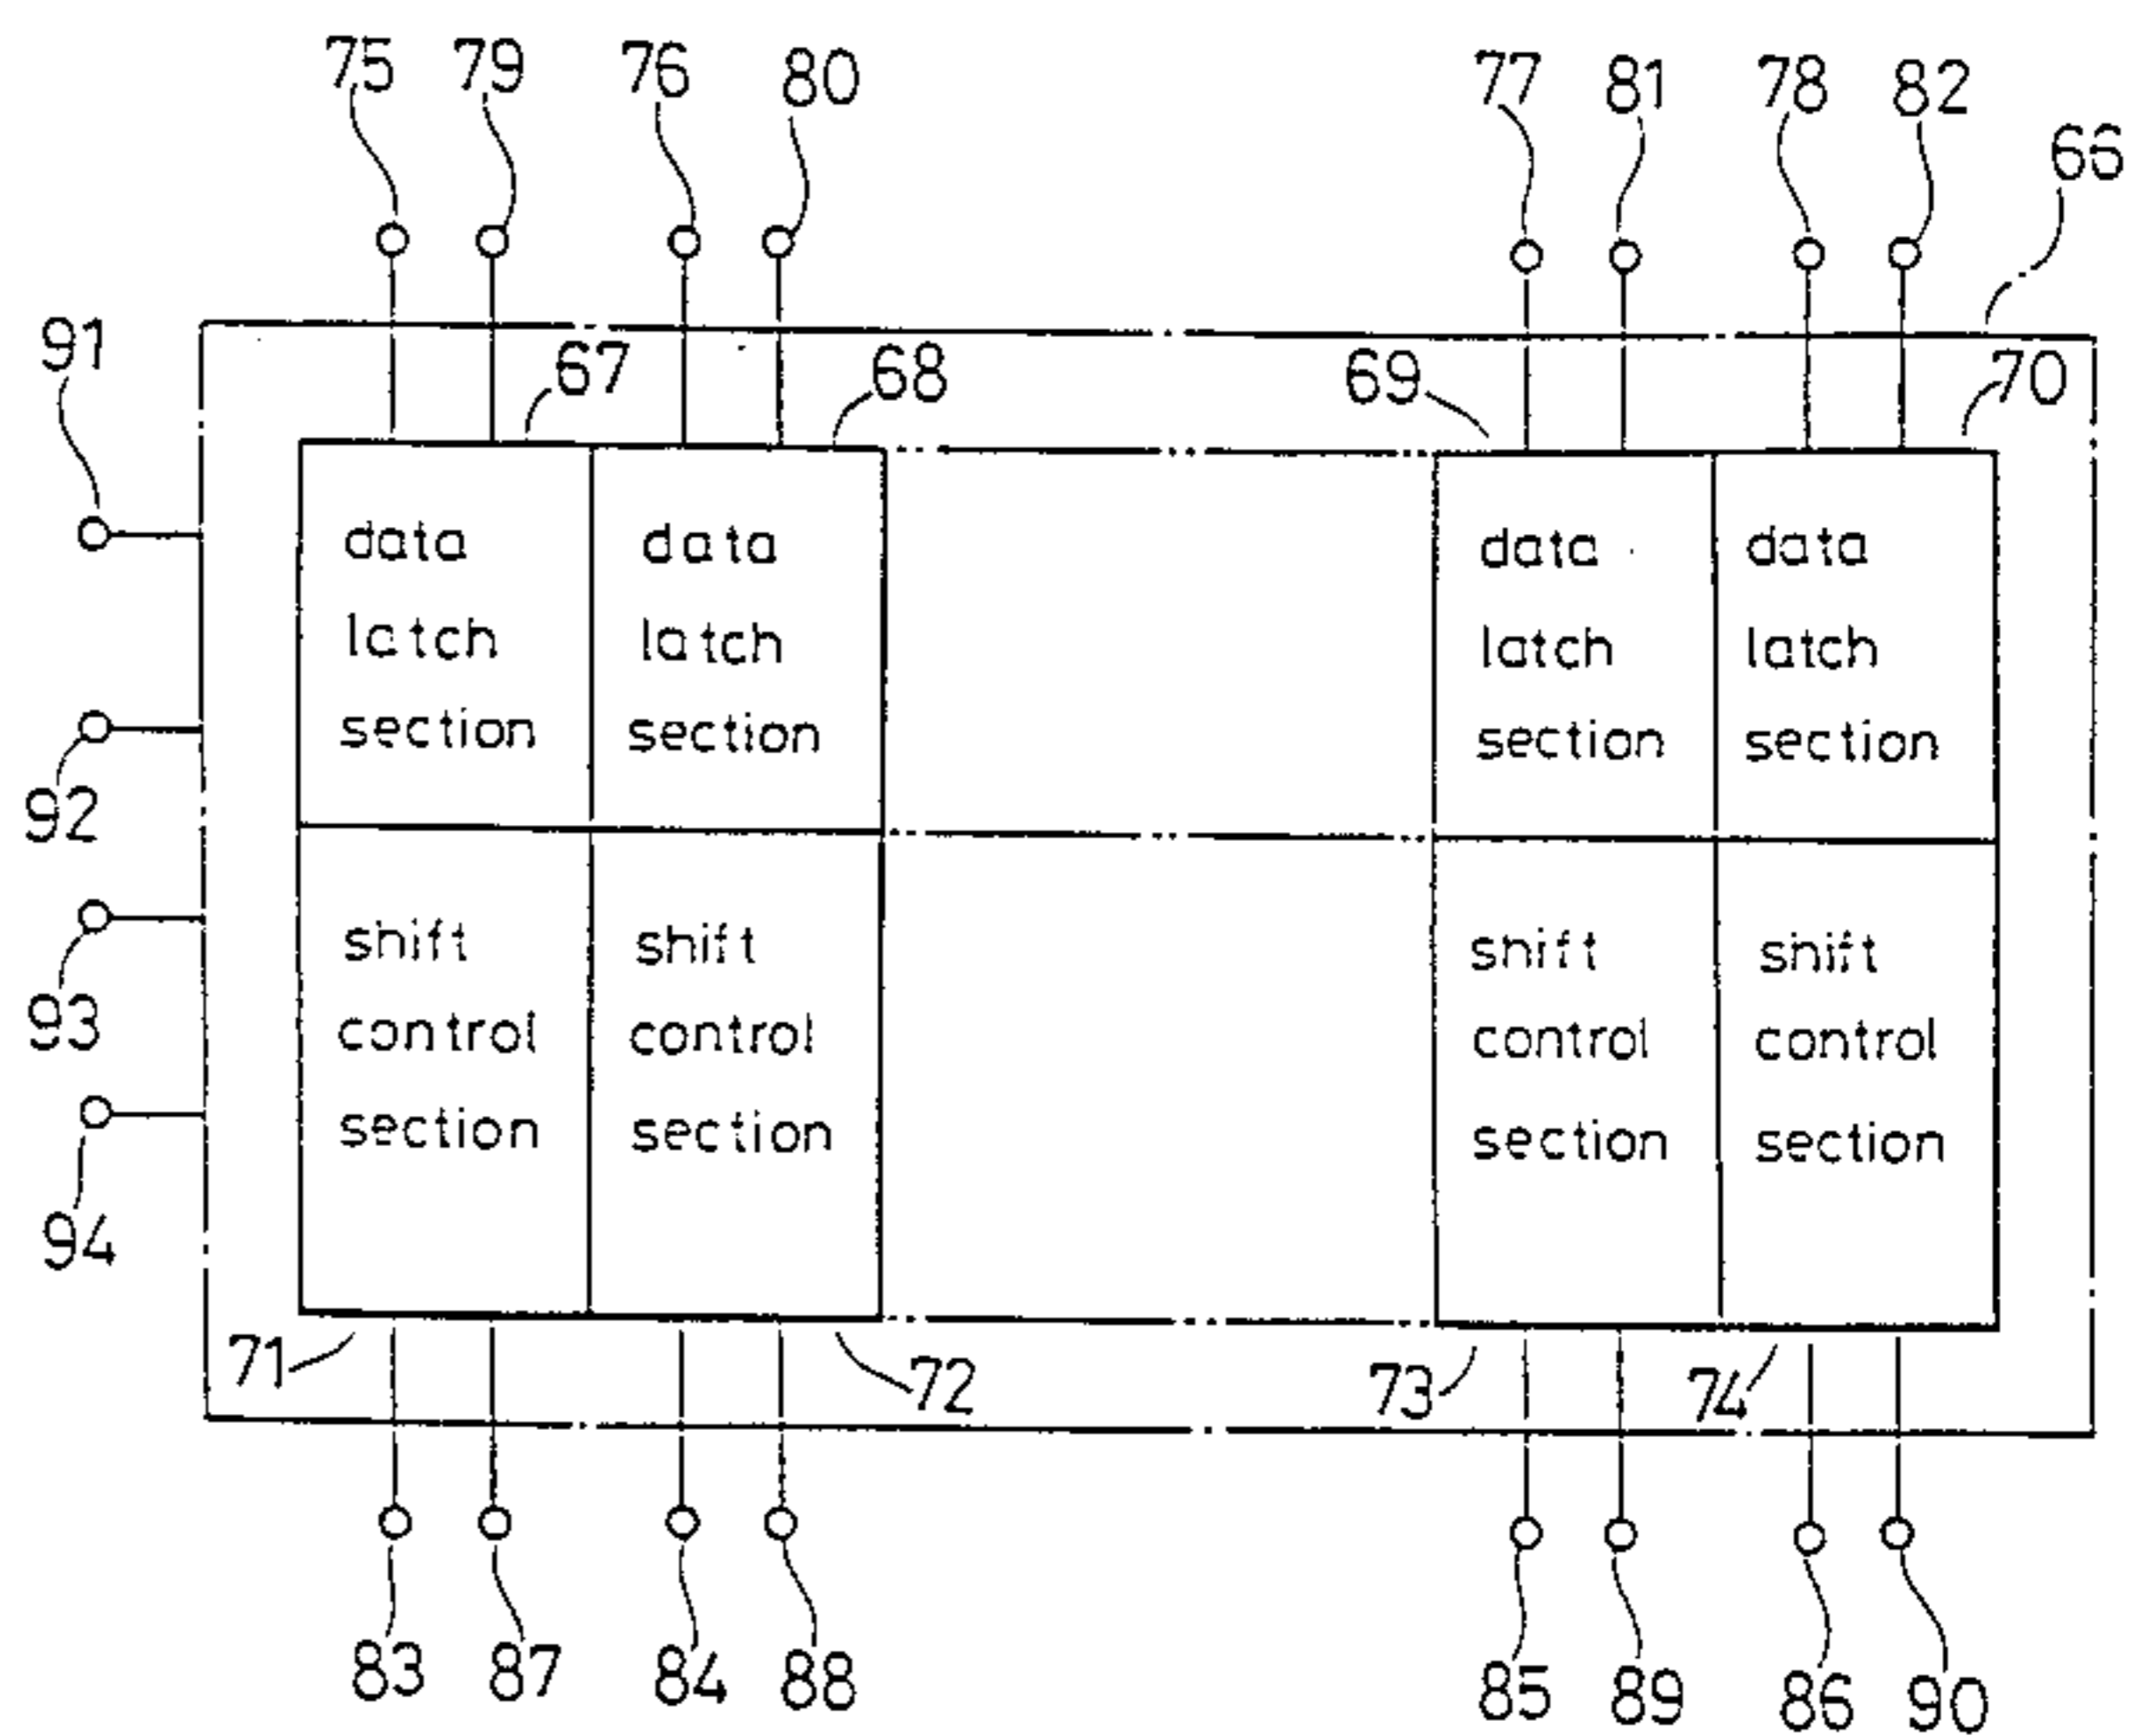 75 79 76 80 77 81 78 82
66
91 67 68 69 70
data data data data
latch latch latch latch
section section section section
92
shift shift shift shift
93 control control control control
section section section section
94
71 72 73 74
83 87 84 88 85 89 86 90